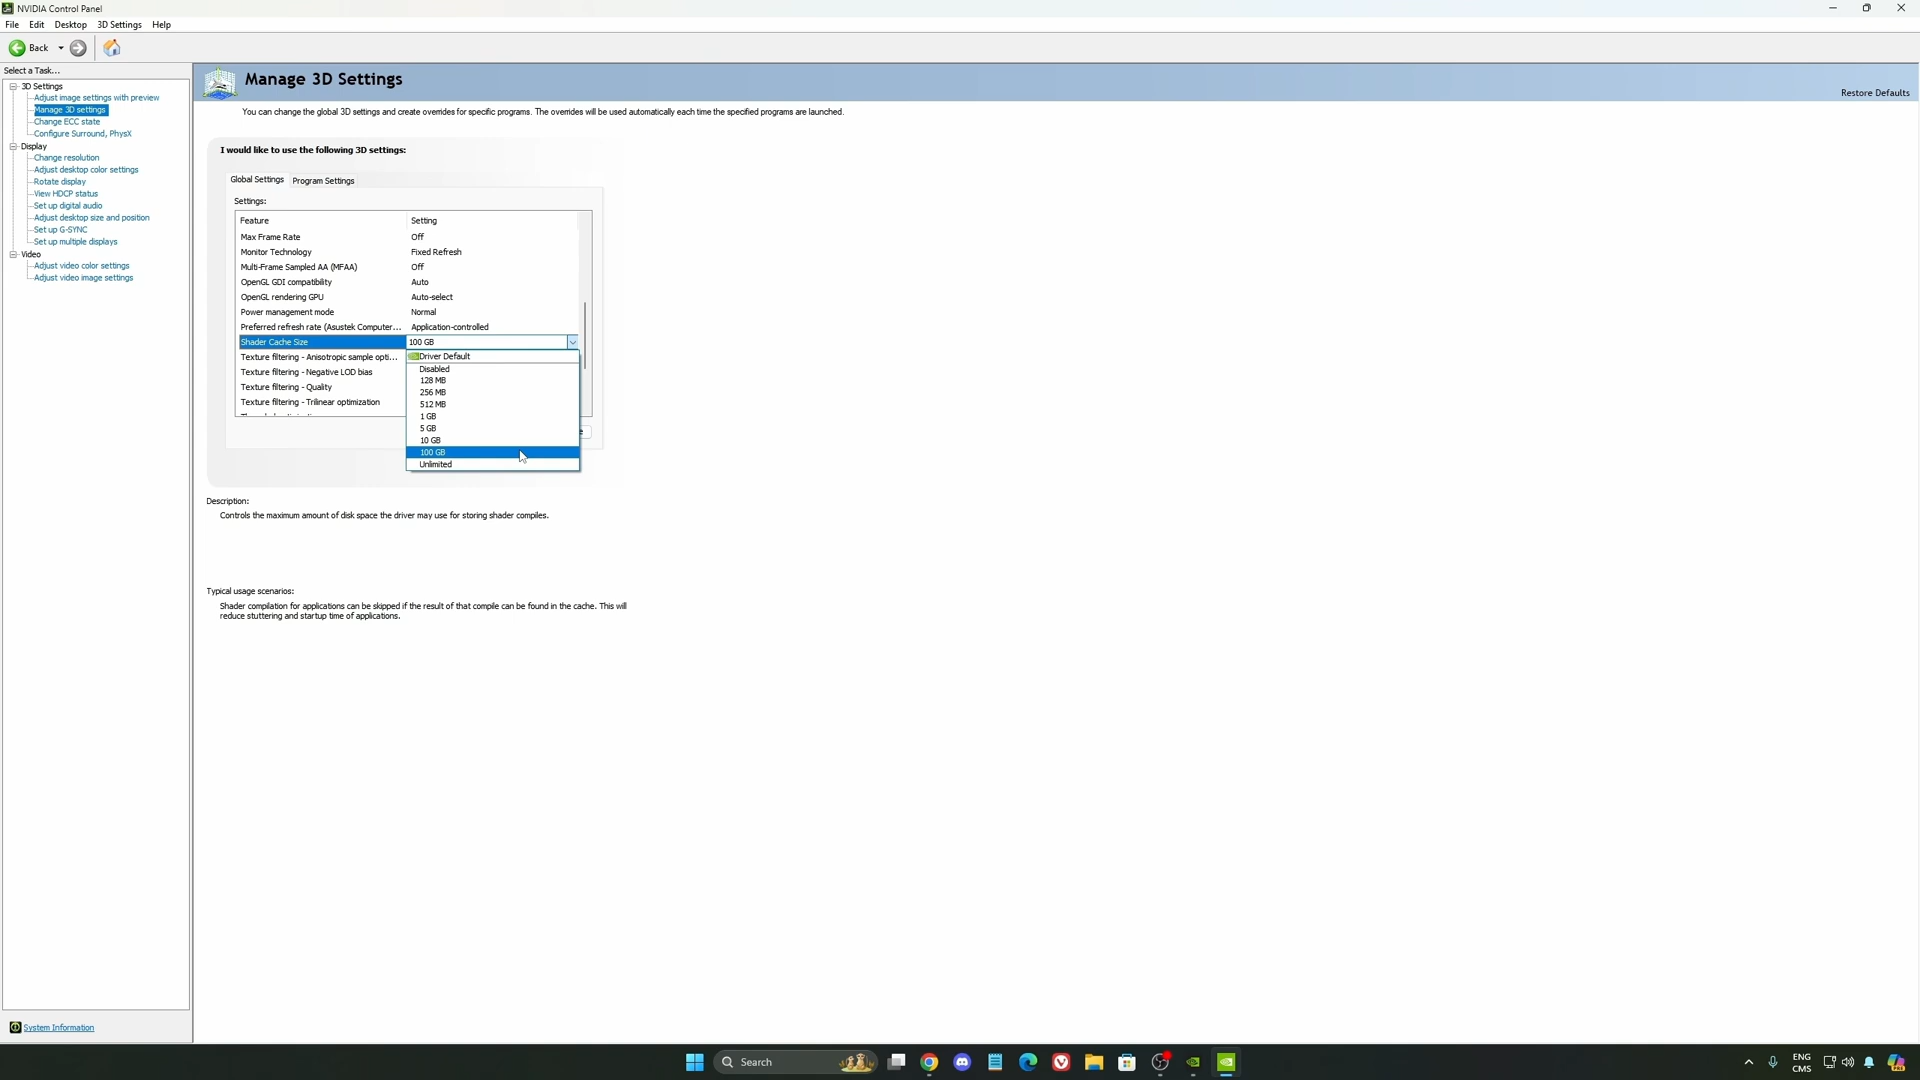 NVIDIA Control Panel
File Edit Desktop 3D Settings Help
Back
Select a Task...
3D Settings
Adjust image settings with preview
Manage 3D settings
Change ECC state
Configure Surround, PhysX
Display
Change resolution
Adjust desktop color settings
Rotate display
View HDCP status
Set up digital audio
Adjust desktop size and position
Set up G-SYNC
Set up multiple displays
Video
Adjust video color settings
Adjust video image settings
System Information
Manage 3D Settings
Restore Defaults
You can change the global 3D settings and create overrides for specific programs. The overrides will be used automatically each time the specified programs are launched.
I would like to use the following 3D settings:
Global Settings Program Settings
Settings:
Feature Setting
Max Frame Rate Off
Monitor Technology Fixed Refresh
Multi-Frame Sampled AA (MFAA) Off
OpenGL GDI compatibility Auto
OpenGL rendering GPU Auto-select
Power management mode Normal
Preferred refresh rate (Asustek Computer... Application-controlled
Shader Cache Size 100 GB
Texture filtering - Anisotropic sample opti...
Texture filtering - Negative LOD bias
Texture filtering - Quality
Texture filtering - Trilinear optimization
Driver Default
Disabled
128 MB
256 MB
512 MB
1 GB
5 GB
10 GB
100 GB
Unlimited
Description:
Controls the maximum amount of disk space the driver may use for storing shader compiles.
Typical usage scenarios:
Shader compilation for applications can be skipped if the result of that compile can be found in the cache. This will
reduce stuttering and startup time of applications.
Search
ENG
CMS